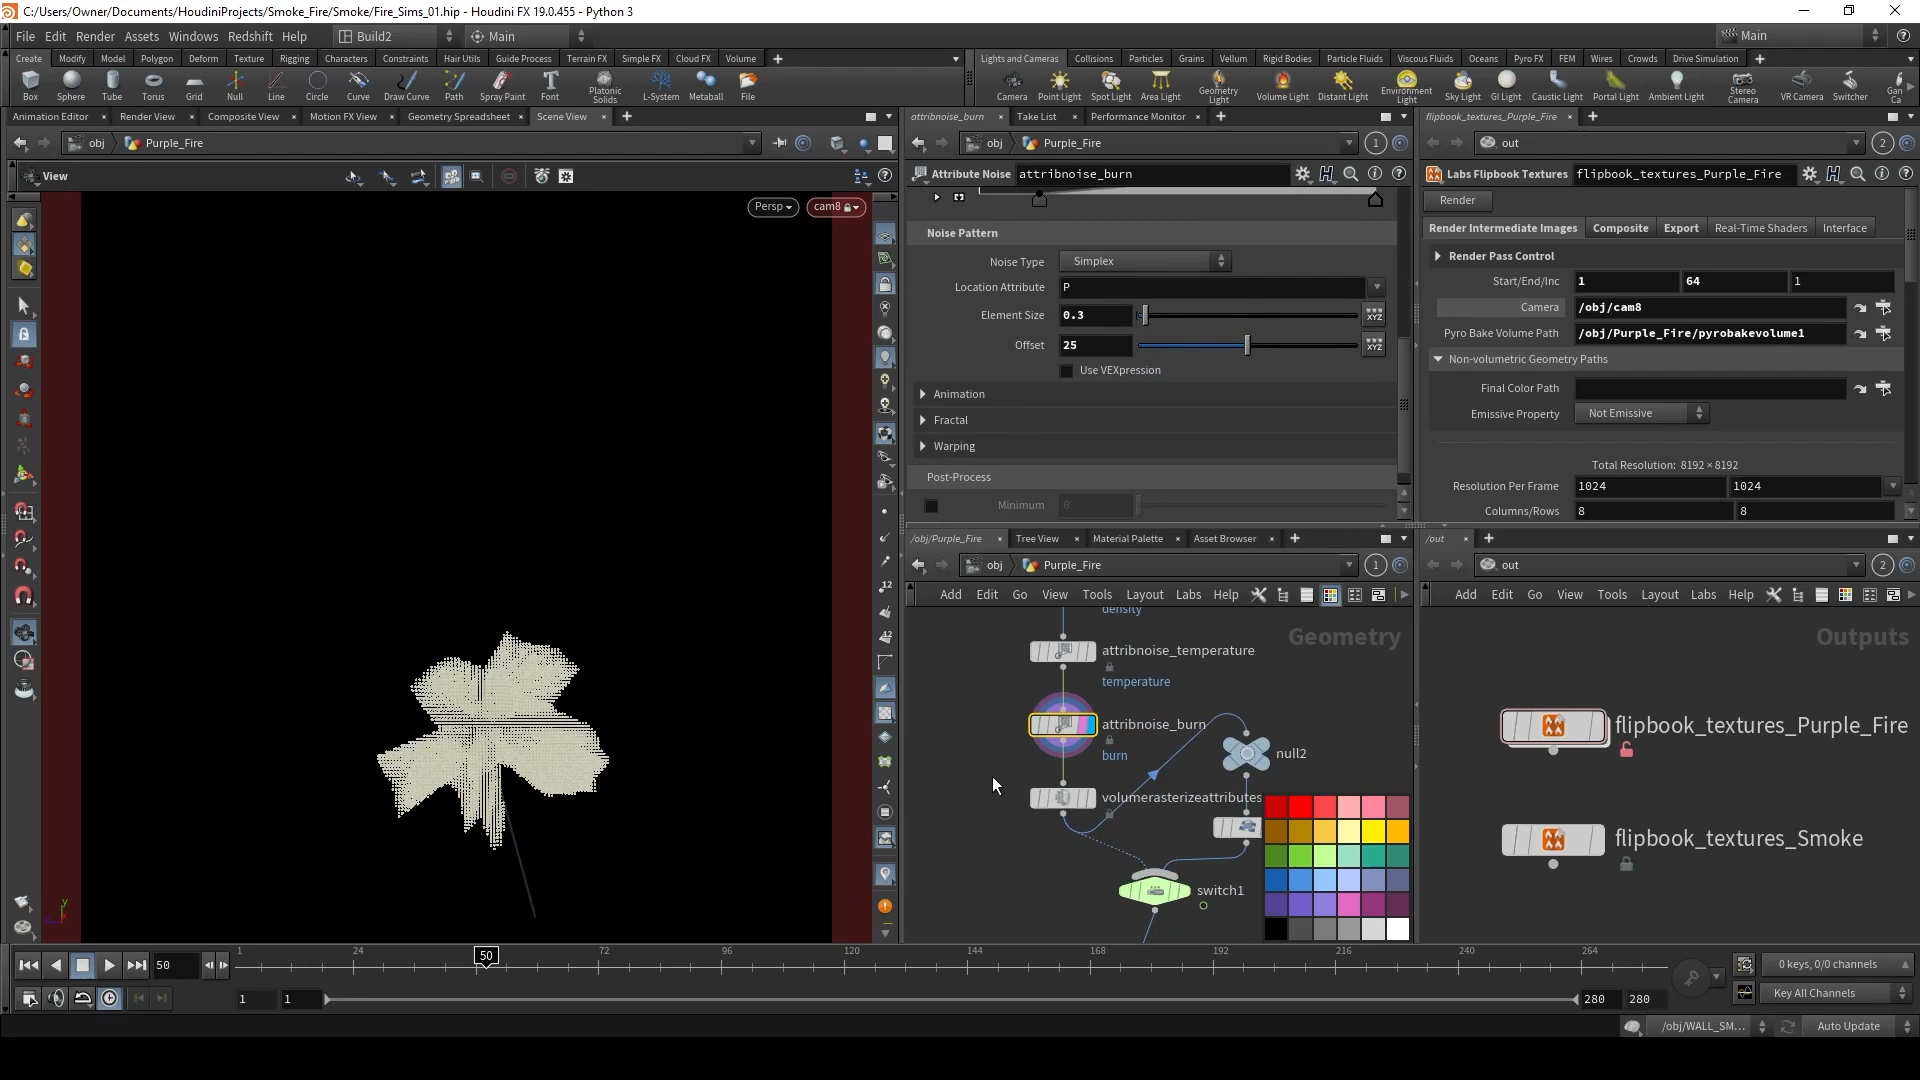 C:/Users/Owner/Documents/HoudiniProjects/Smoke_Fire/Smoke/Fire_Sims_01.hip - Houdini FX 19.0.455 - Python 3
File Edit Render Assets Windows Redshift Help Build2 Main Main
Create Modify Model Polygon Deform Texture Rigging Characters Constraints Hair Utils Guide Process Terrain FX Simple FX Cloud FX Volume
Lights and Cameras Collisions Particles Grains Vellum Rigid Bodies Particle Fluids Viscous Fluids Oceans Pyro FX FEM Wires Crowds Drive Simulation
Box Sphere Tube Torus Grid Null Line Circle Curve Draw Curve Path Spray Paint Font Platonic Solids L-System Metaball File
Camera Point Light Spot Light Area Light Geometry Light Volume Light Distant Light Environment Light Sky Light GI Light Caustic Light Portal Light Ambient Light Stereo Camera VR Camera Switcher Gan Ca
Animation Editor Render View Composite View Motion FX View Geometry Spreadsheet Scene View
attribnoise_burn Take List Performance Monitor
flipbook_textures_Purple_Fire
obj Purple_Fire
obj Purple_Fire 1
out 2
View
Persp cam8
Attribute Noise attribnoise_burn
Noise Pattern
Noise Type Simplex
Location Attribute P
Element Size 0.3
Offset 25
Use VEXpression
Animation
Fractal
Warping
Post-Process
Minimum 0
Labs Flipbook Textures flipbook_textures_Purple_Fire
Render
Render Intermediate Images Composite Export Real-Time Shaders Interface
Render Pass Control
Start/End/Inc 1 64 1
Camera /obj/cam8
Pyro Bake Volume Path /obj/Purple_Fire/pyrobakevolume1
Non-volumetric Geometry Paths
Final Color Path
Emissive Property Not Emissive
Total Resolution: 8192 × 8192
Resolution Per Frame 1024 1024
Columns/Rows 8 8
/obj/Purple_Fire Tree View Material Palette Asset Browser
obj Purple_Fire 1
Add Edit Go View Tools Layout Labs Help
Geometry
density
attribnoise_temperature
temperature
attribnoise_burn
burn
null2
volumerasterizeattributes
switch1
/out
out 2
Add Edit Go View Tools Layout Labs Help
Outputs
flipbook_textures_Purple_Fire
flipbook_textures_Smoke
12
12
y
50
1 24 50 72 96 120 144 168 192 216 240 264
0 keys, 0/0 channels
1 1 280 280
Key All Channels
/obj/WALL_SM... Auto Update